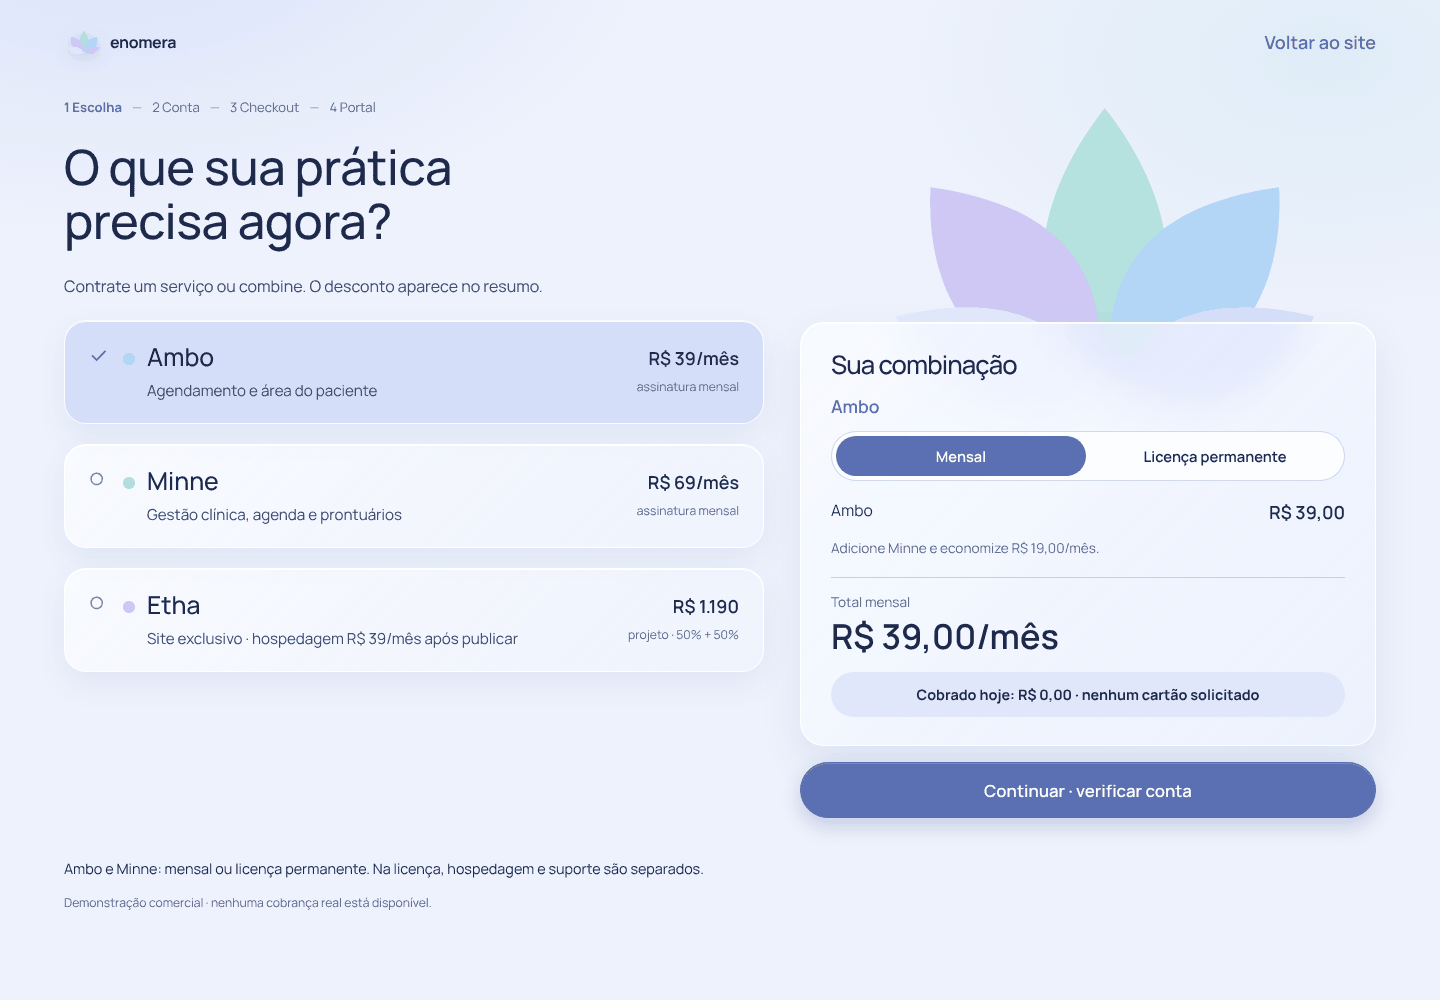 enomera
Voltar ao site
1 Escolha — 2 Conta — 3 Checkout — 4 Portal
O que sua prática
precisa agora?
Contrate um serviço ou combine. O desconto aparece no resumo.
Ambo
R$ 39/mês
Agendamento e área do paciente
assinatura mensal
Minne
R$ 69/mês
Gestão clínica, agenda e prontuários
assinatura mensal
Etha
R$ 1.190
Site exclusivo · hospedagem R$ 39/mês após publicar
projeto · 50% + 50%
Sua combinação
Ambo
Mensal
Licença permanente
Ambo
R$ 39,00
Adicione Minne e economize R$ 19,00/mês.
Total mensal
R$ 39,00/mês
Cobrado hoje: R$ 0,00 · nenhum cartão solicitado
Continuar · verificar conta
Ambo e Minne: mensal ou licença permanente. Na licença, hospedagem e suporte são separados.
Demonstração comercial · nenhuma cobrança real está disponível.